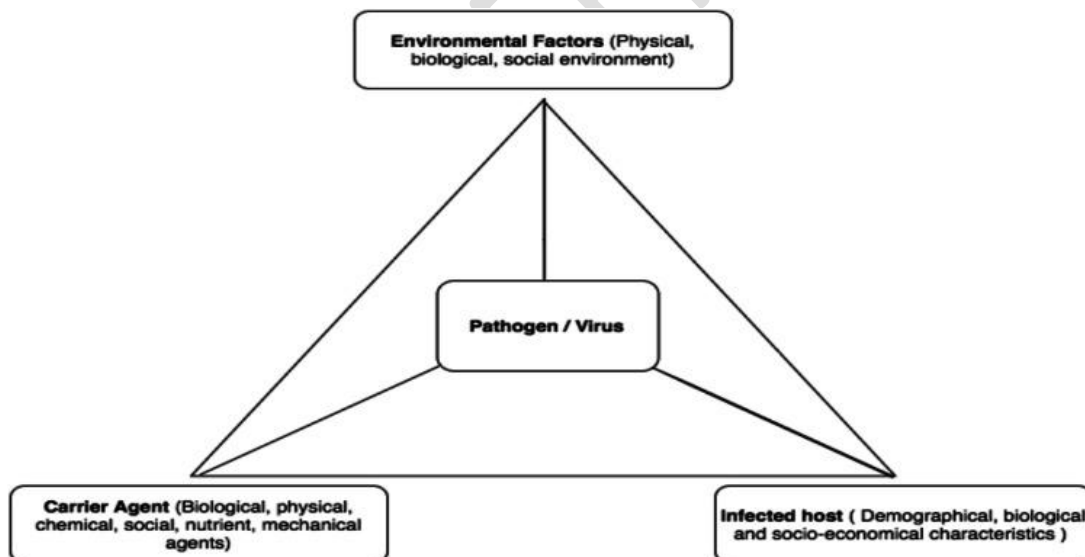 Environmental Factors (Physical,
biological, social environment)
Pathogen / Virus
Carrier Agent (Biological, physical,
chemical, social, nutrient, mechanical
agents)
Infected host ( Demographical, biological
and socio-economical characteristics )